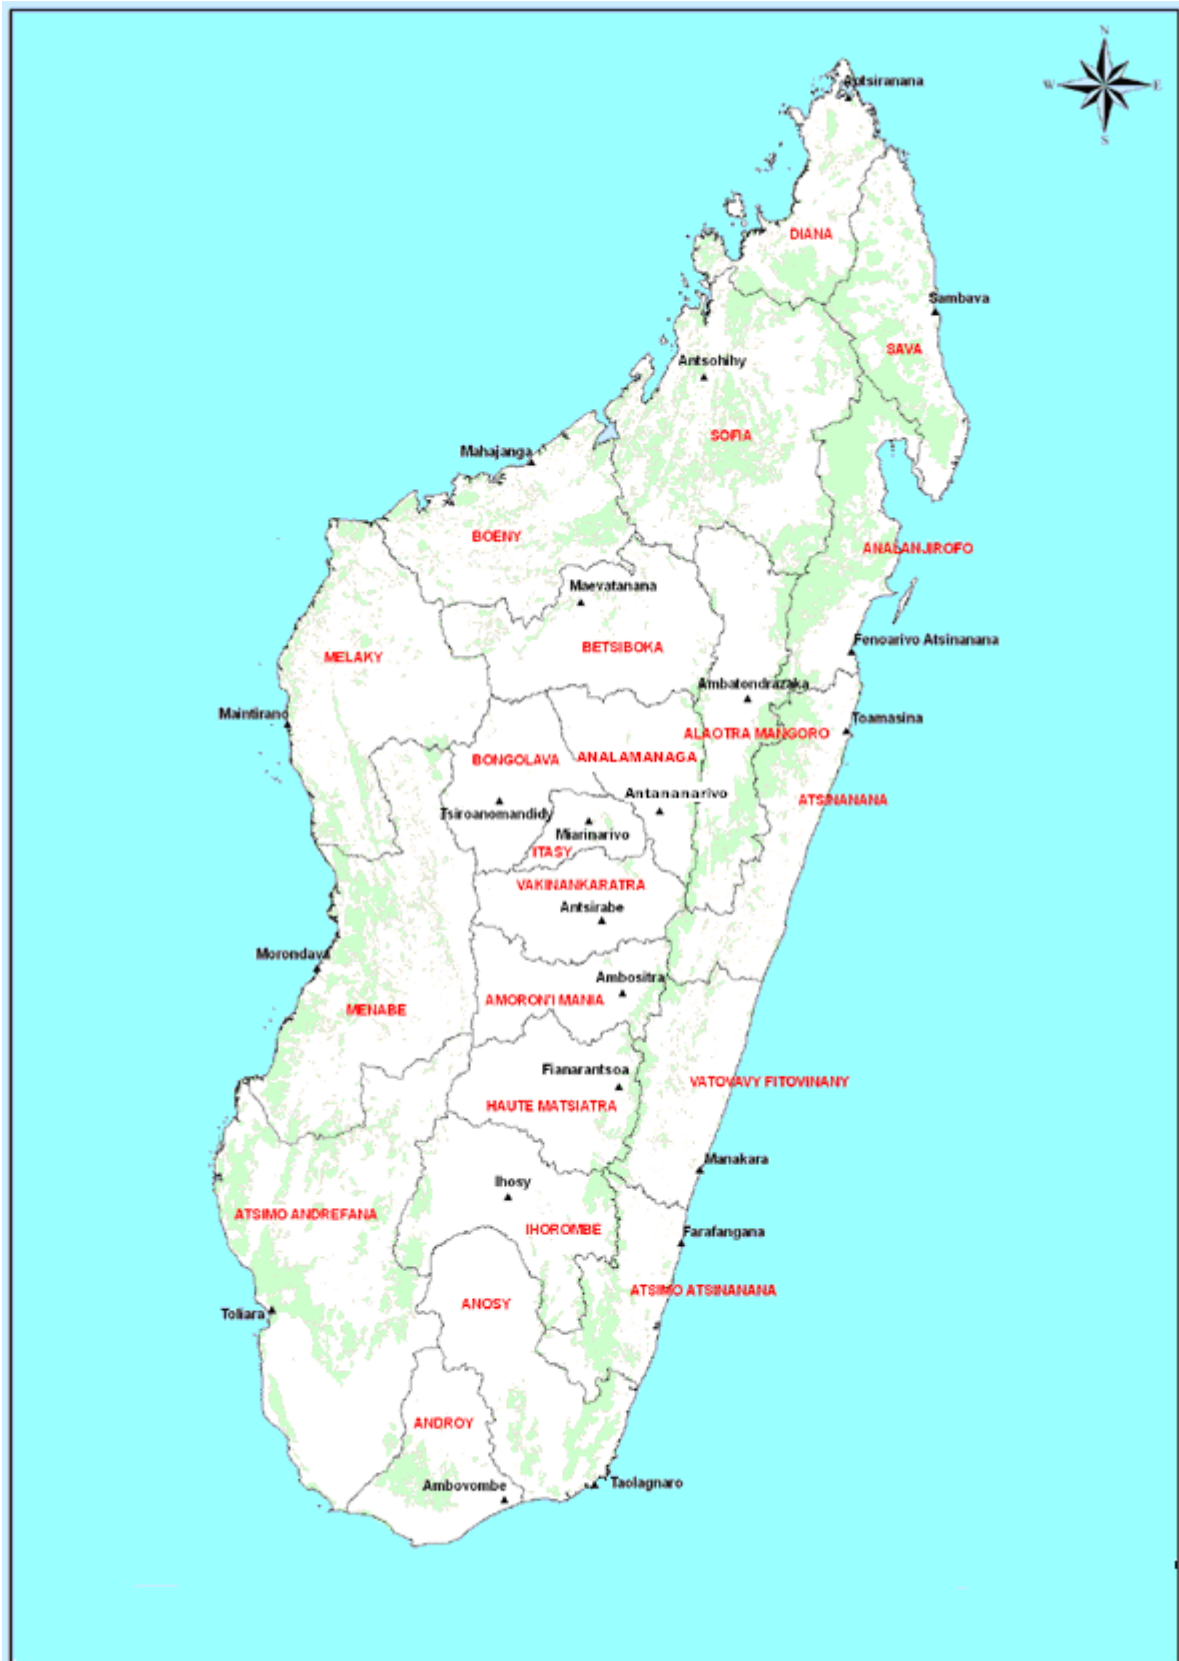 N
Antsiranana
W
E
S
DIANA
Sambava
SAVA
Antsohihy
SOFIA
Mahajanga
BOENY
ANALANJIROFO
Maevatanana
BETSIBOKA
Fenoarivo Atsinanana
MELAKY
Ambatondrazaka
Maintirano
Toamasina
ALAOTRA MANGORO
BONGOLAVA
ANALAMANAGA
Antananarivo
ATSINANANA
Tsiroanomandidy
Miarinarivo
ITASY
VAKINANKARATRA
Antsirabe
Morondava
Ambositra
AMORON'I MANIA
MENABE
Fianarantsoa
VATOVAVY FITOVINANY
HAUTE MATSIATRA
Manakara
Ihosy
ATSIMO ANDREFANA
IHOROMBE
Farafangana
ATSIMO ATSINANANA
ANOSY
Toliara
ANDROY
Ambovombe
Taolagnaro